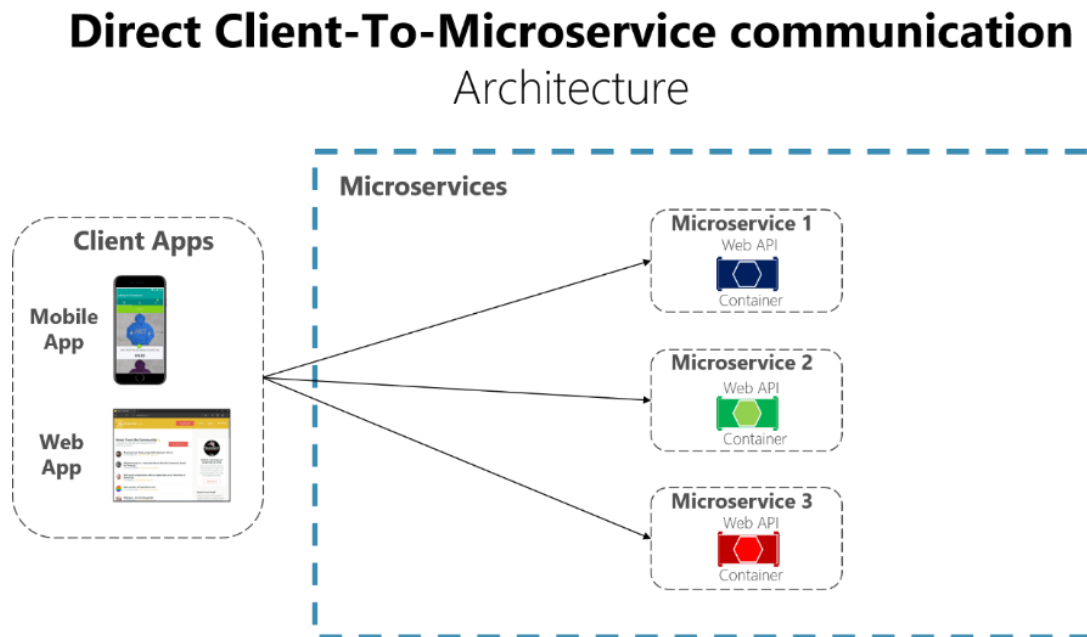 Direct Client-To-Microservice communication
Architecture
Microservices
Client Apps
Mobile
App
Web
App
Microservice 1
Web API
Container
Microservice 2
Web API
Container
Microservice 3
Web API
Container